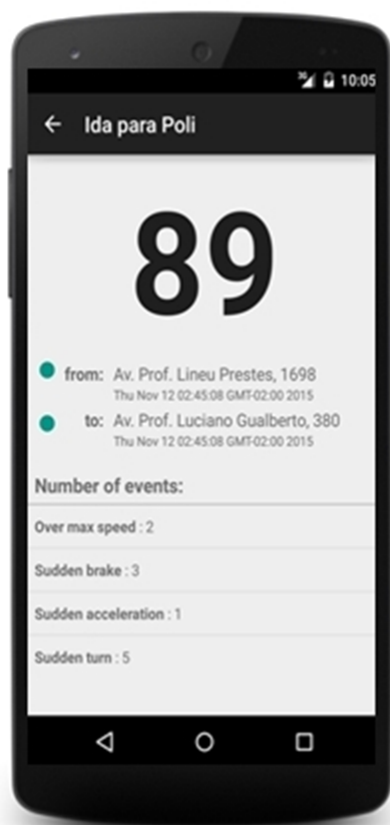 3G 10:05
Ida para Poli
89
from: Av. Prof. Lineu Prestes, 1698
Thu Nov 12 02:45:08 GMT-02:00 2015
to: Av. Prof. Luciano Gualberto, 380
Thu Nov 12 02:45:08 GMT-02:00 2015
Number of events:
Over max speed : 2
Sudden brake : 3
Sudden acceleration : 1
Sudden turn : 5